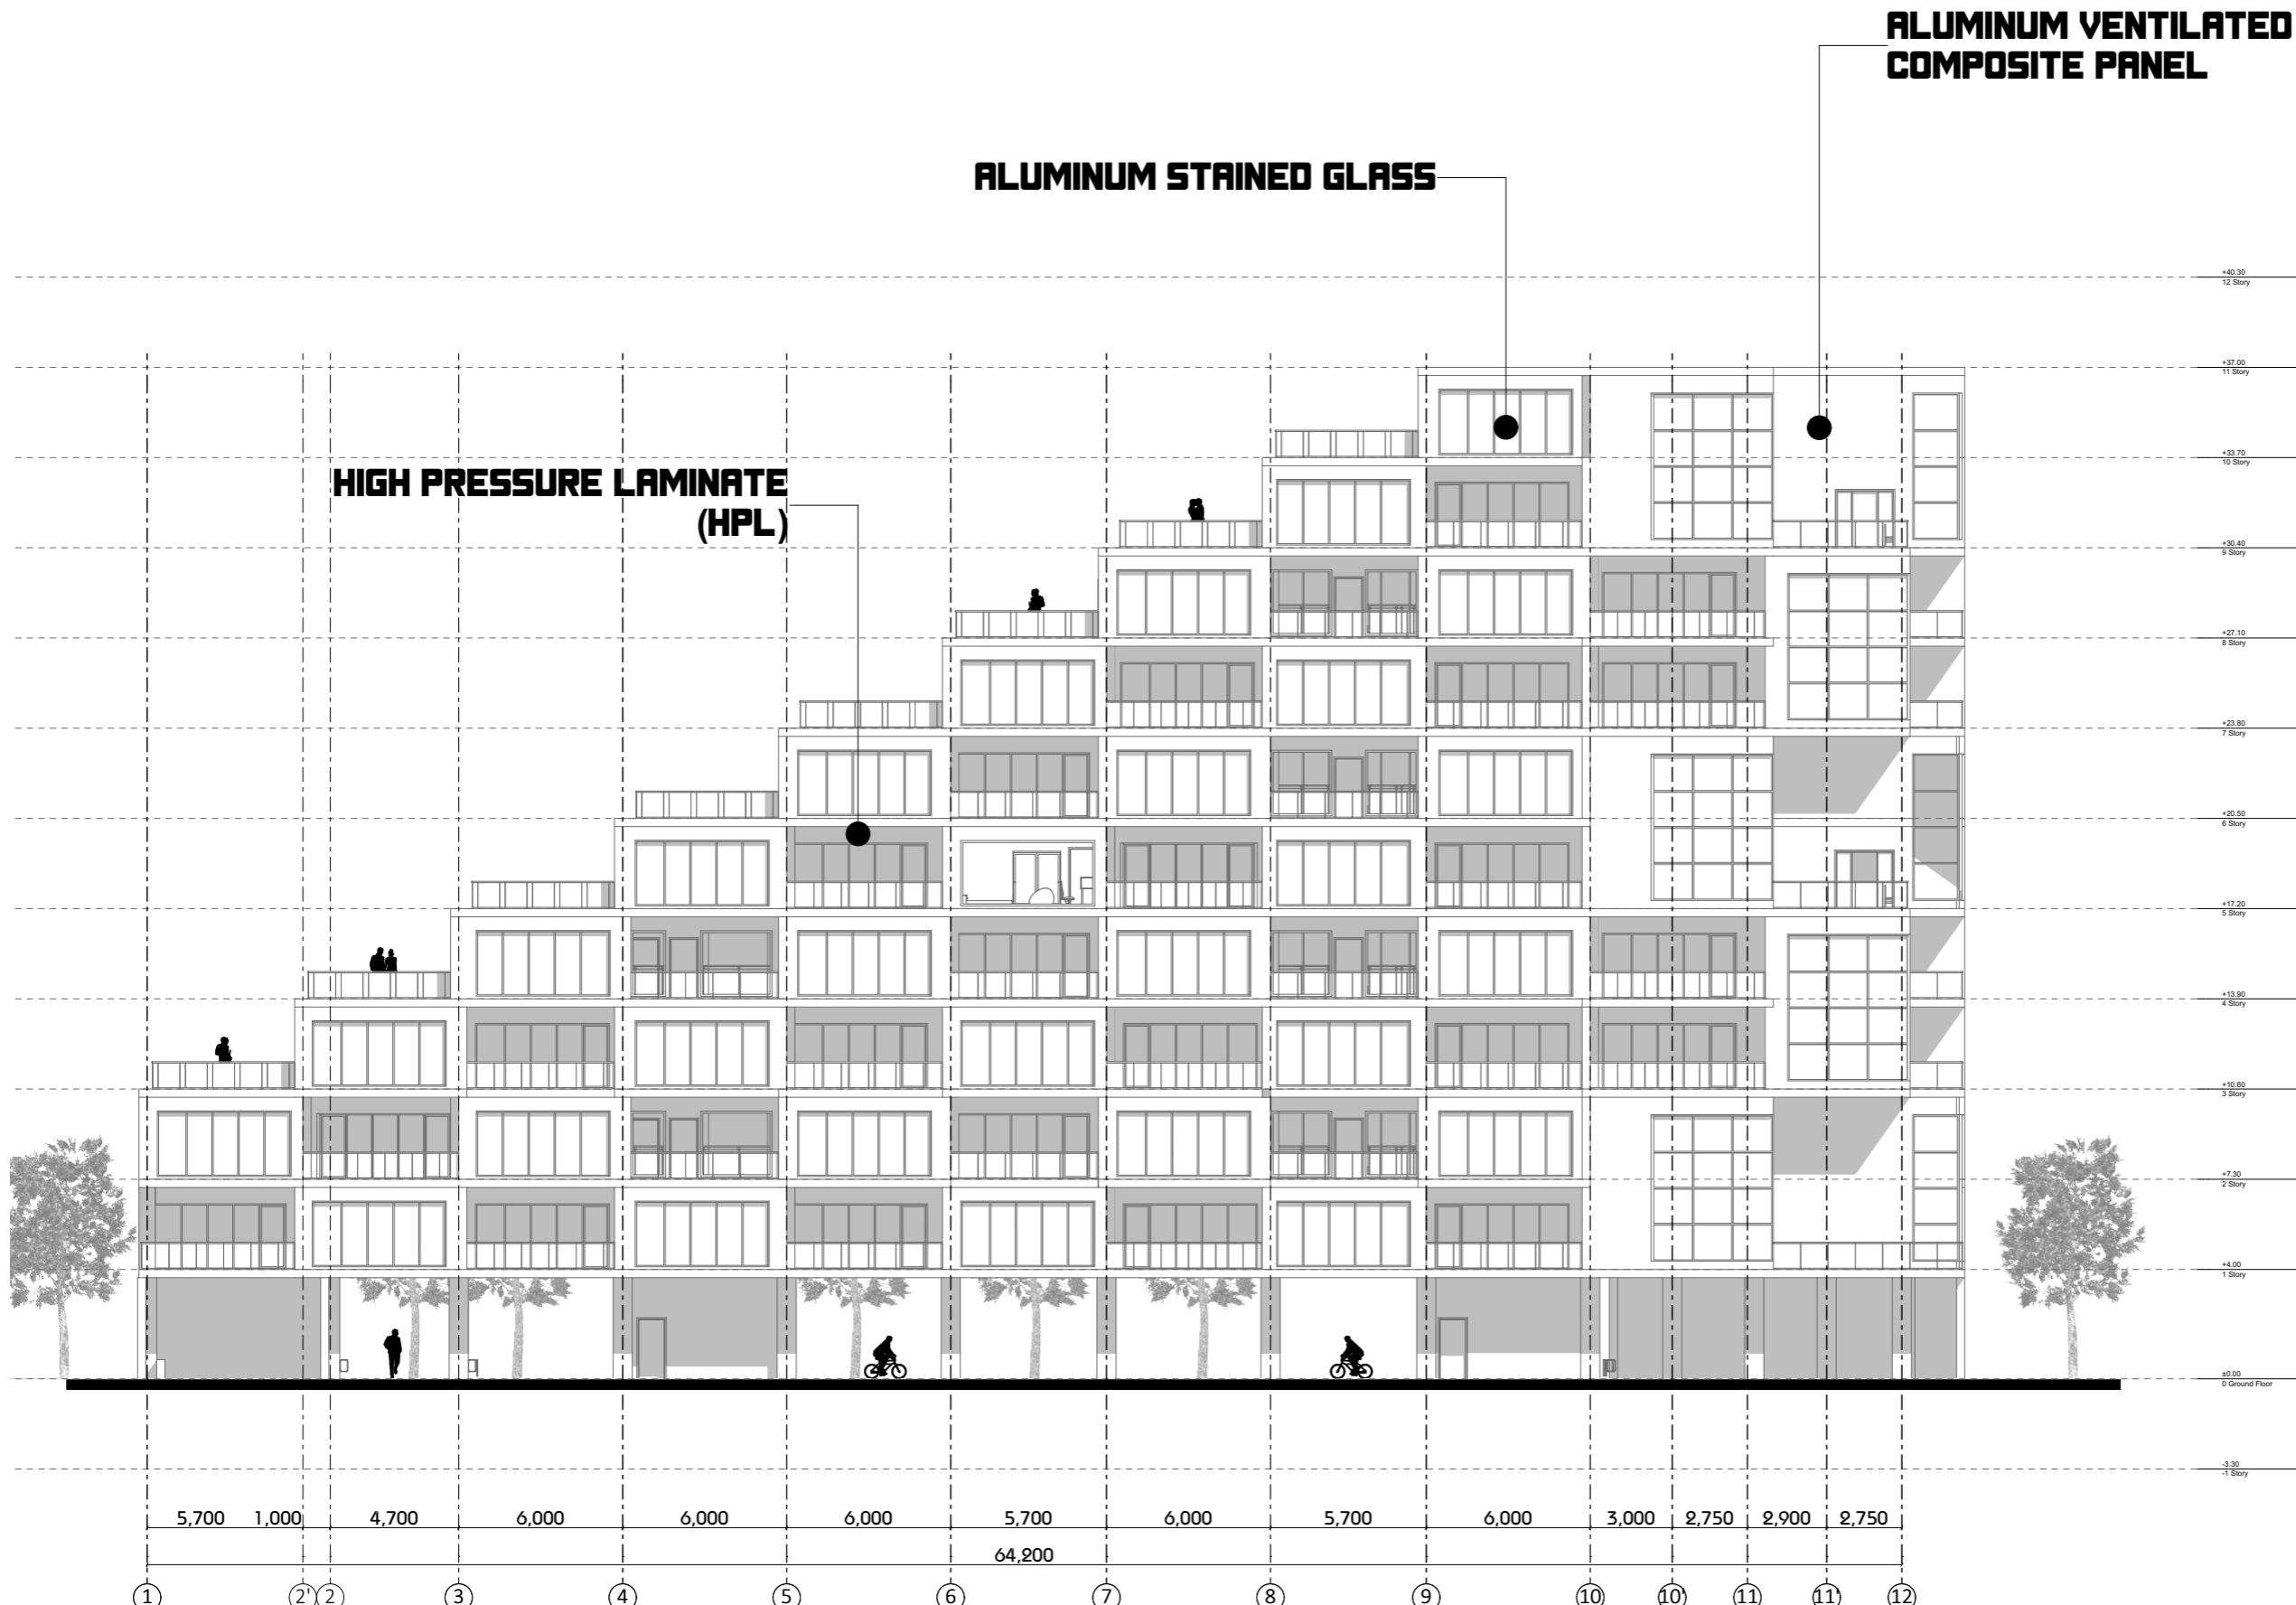 ALUMINUM VENTILATED
COMPOSITE PANEL
ALUMINUM STAINED GLASS
HIGH PRESSURE LAMINATE
(HPL)
+40.30
12 Story
+37.00
11 Story
+33.70
10 Story
+30.40
9 Story
+27.10
8 Story
+23.80
7 Story
+20.50
6 Story
+17.20
5 Story
+13.90
4 Story
+10.60
3 Story
+7.30
2 Story
+4.00
1 Story
±0.00
0 Ground Floor
-3.30
-1 Story
5,700 1,000 4,700 6,000 6,000 6,000 5,700 6,000 5,700 6,000 3,000 2,750 2,900 2,750
64,200
1 2' 2 3 4 5 6 7 8 9 10 10' 11 11' 12